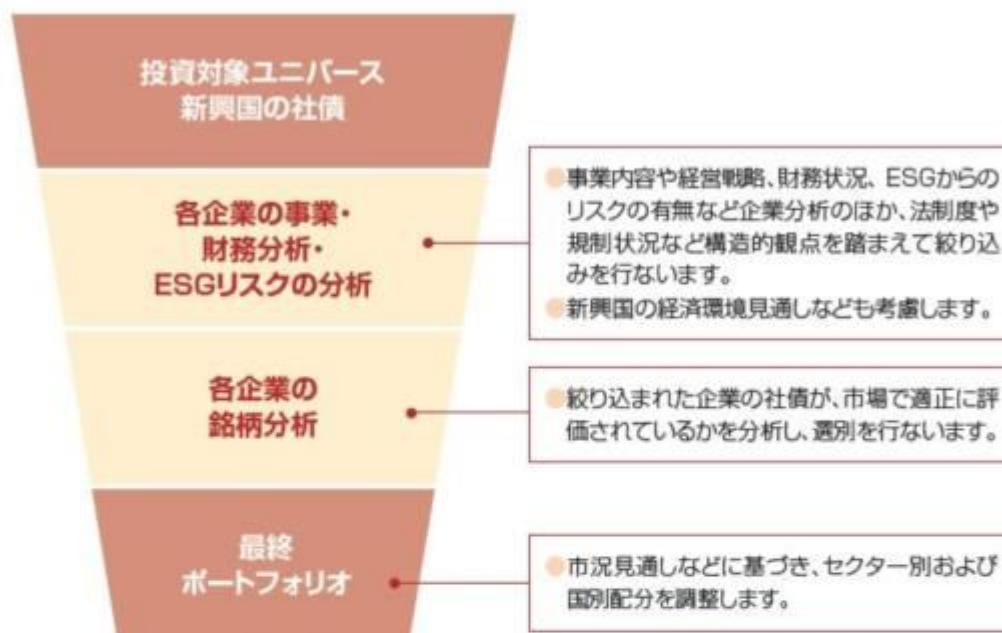 投資対象ユニバース
新興国の社債
各企業の事業・
財務分析・
ESGリスクの分析
●事業内容や経営戦略、財務状況、ESGからの
リスクの有無など企業分析のほか、法制度や
規制状況など構造的観点を踏まえて絞り込
みを行ないます。
●新興国の経済環境見通しなども考慮します。
各企業の
銘柄分析
●絞り込まれた企業の社債が、市場で適正に評
価されているかを分析し、選別を行ないます。
最終
ポートフォリオ
●市況見通しなどに基づき、セクター別および
国別配分を調整します。